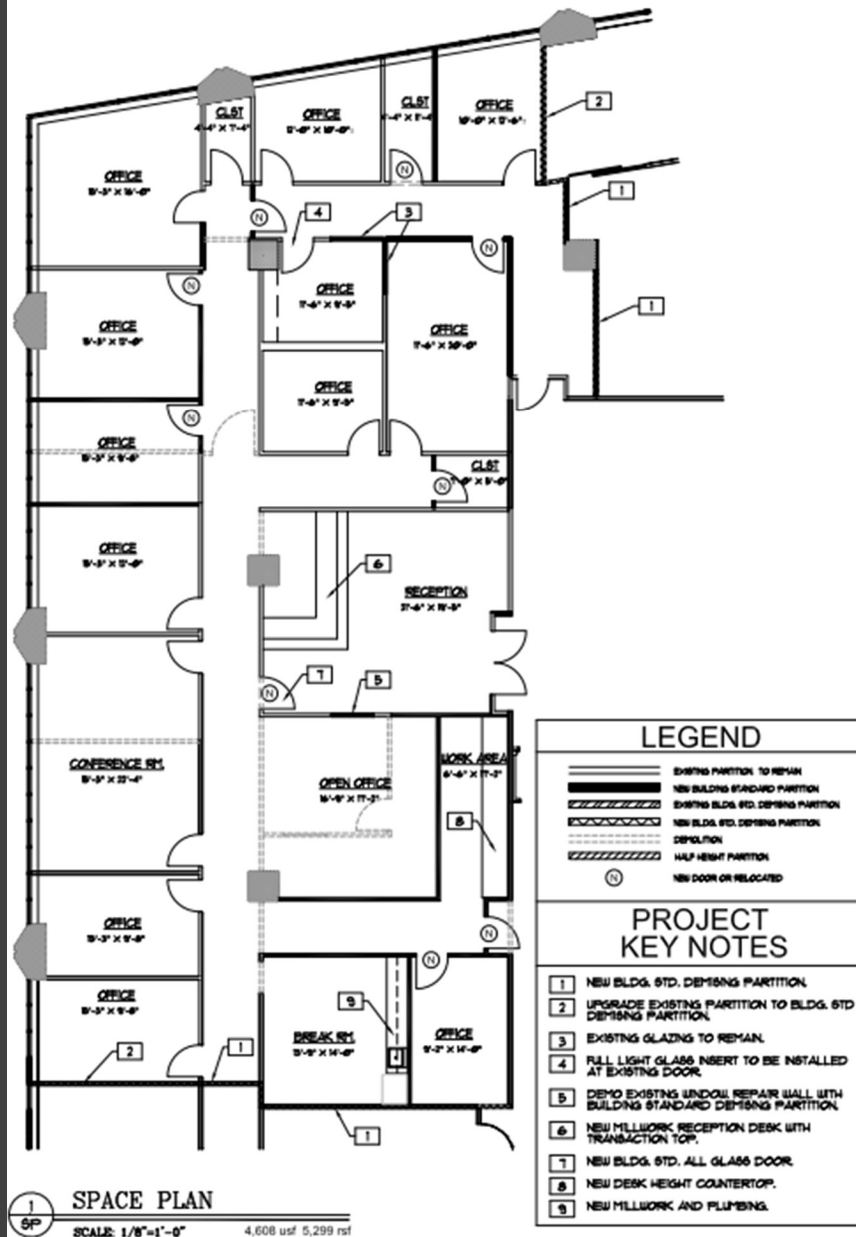 CLST
OFFICE
CLST
OFFICE
2
OFFICE
1
N
N
4
3
N
N
OFFICE
1
OFFICE
OFFICE
OFFICE
N
OFFICE
CLST
N
6
OFFICE
RECEPTION
7
5
N
CONFERENCE RM.
OPEN OFFICE
WORK AREA
8
OFFICE
N
N
OFFICE
9
BREAK RM.
OFFICE
2
1
1
LEGEND
EXISTING PARTITION TO REMAIN
NEW BUILDING STANDARD PARTITION
EXISTING BLDG. STD. DEMISING PARTITION
NEW BLDG. STD. DEMISING PARTITION
DEMOLITION
HALF HEIGHT PARTITION
N NEW DOOR OR RELOCATED
PROJECT
KEY NOTES
1 NEW BLDG. STD. DEMISING PARTITION.
2 UPGRADE EXISTING PARTITION TO BLDG. STD
DEMISING PARTITION.
3 EXISTING GLAZING TO REMAIN.
4 FULL LIGHT GLASS INSERT TO BE INSTALLED
AT EXISTING DOOR.
5 DEMO EXISTING WINDOW. REPAIR WALL WITH
BUILDING STANDARD DEMISING PARTITION.
6 NEW MILLWORK RECEPTION DESK WITH
TRANSACTION TOP.
7 NEW BLDG. STD. ALL GLASS DOOR.
8 NEW DESK HEIGHT COUNTERTOP.
9 NEW MILLWORK AND PLUMBING.
1
SP
SPACE PLAN
SCALE: 1/8"=1'-0"
4,608 usf 5,299 rsf